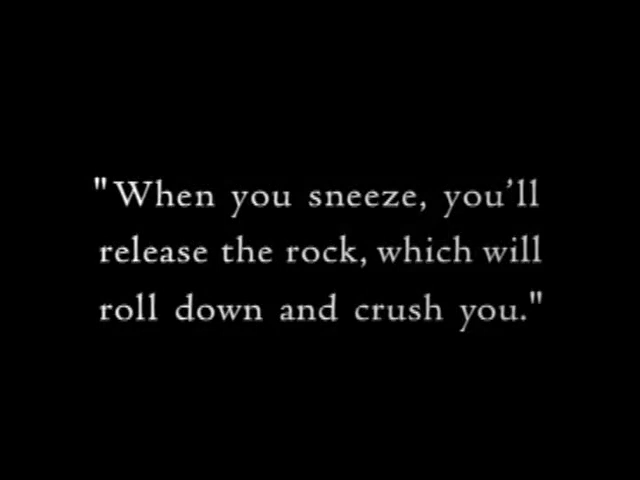 "When you sneeze, you'll
release the rock, which will
roll down and crush you."